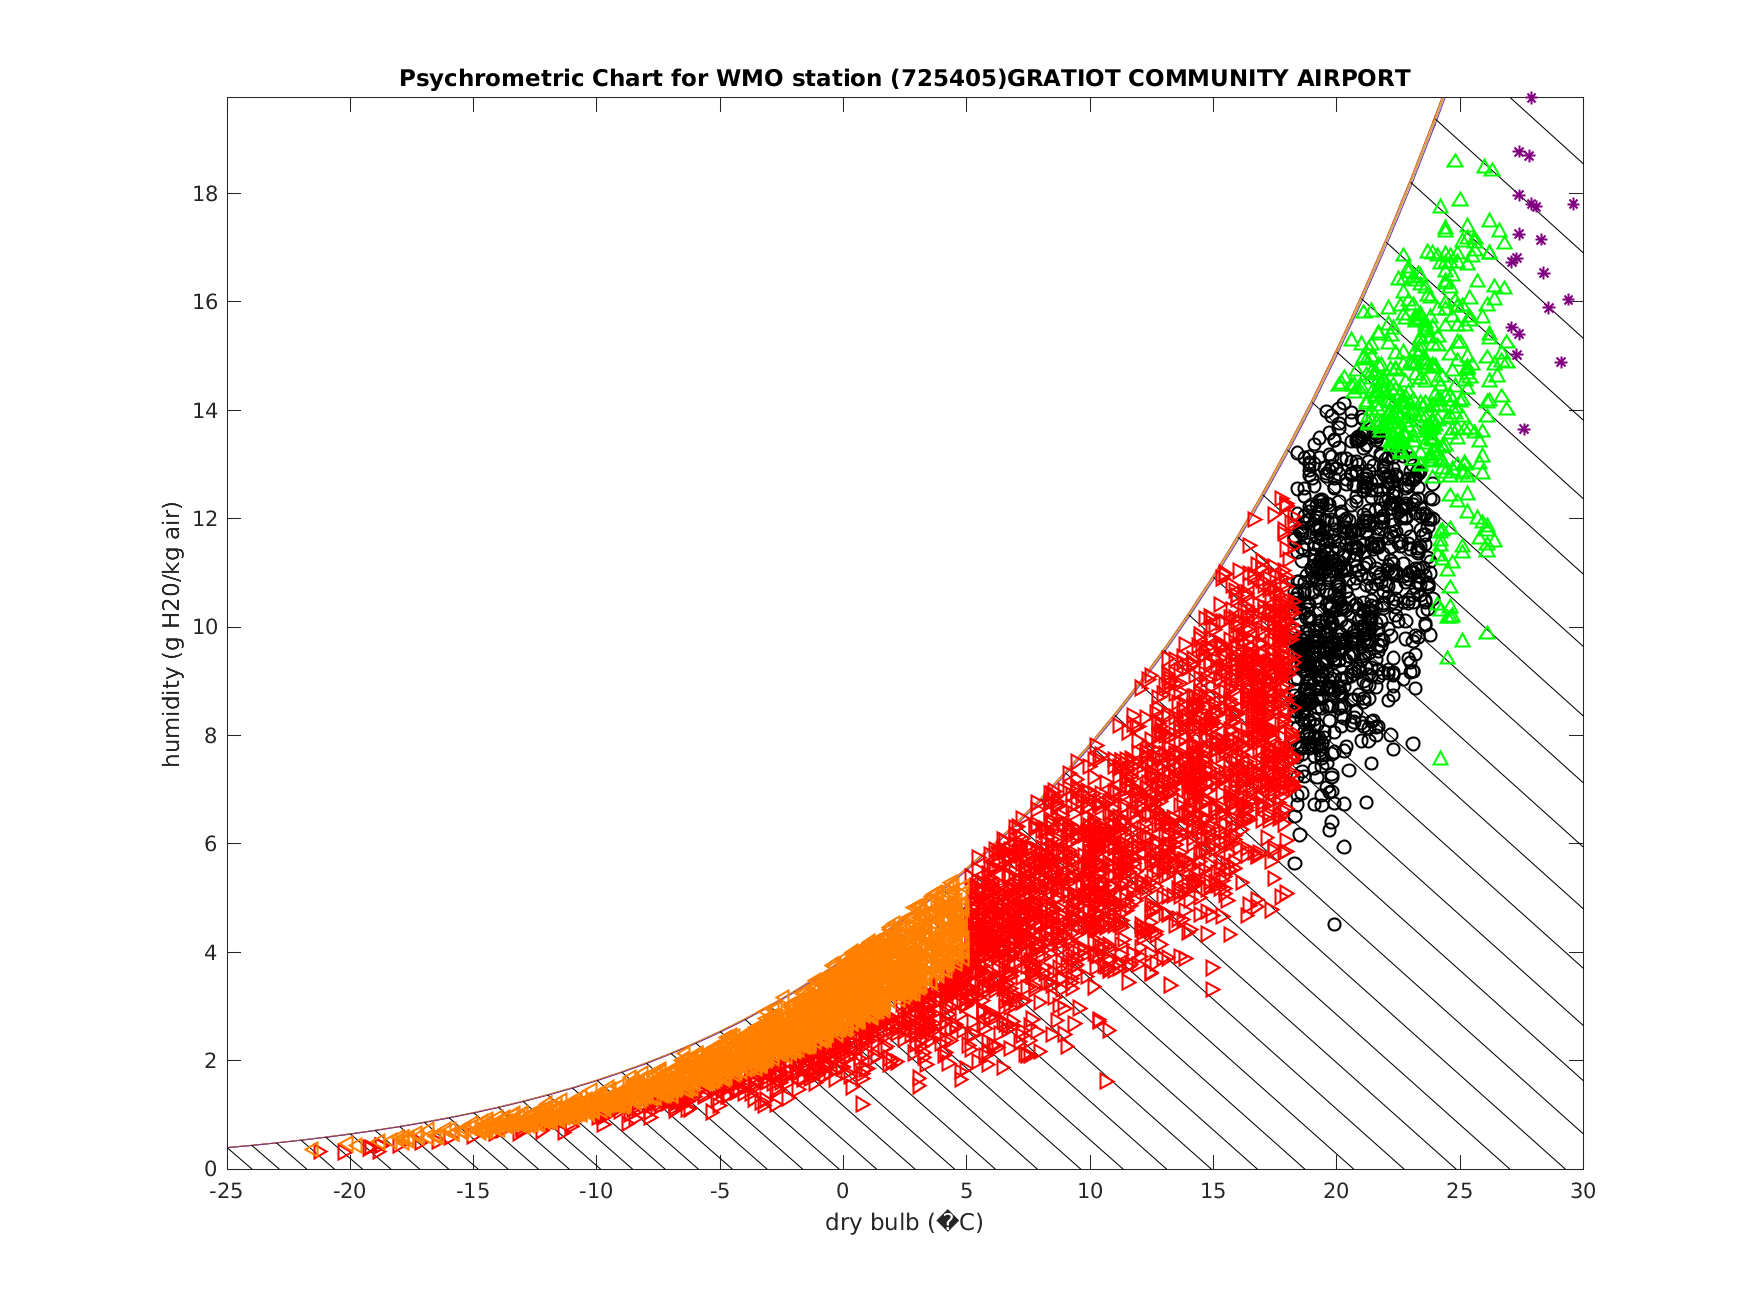 Psychrometric Chart for WMO station (725405)GRATIOT COMMUNITY AIRPORT
humidity (g H20/kg air)
18
16
14
12
10
8
6
4
2
0
-25 -20 -15 -10 -5 0 5 10 15 20 25 30
dry bulb (�C)